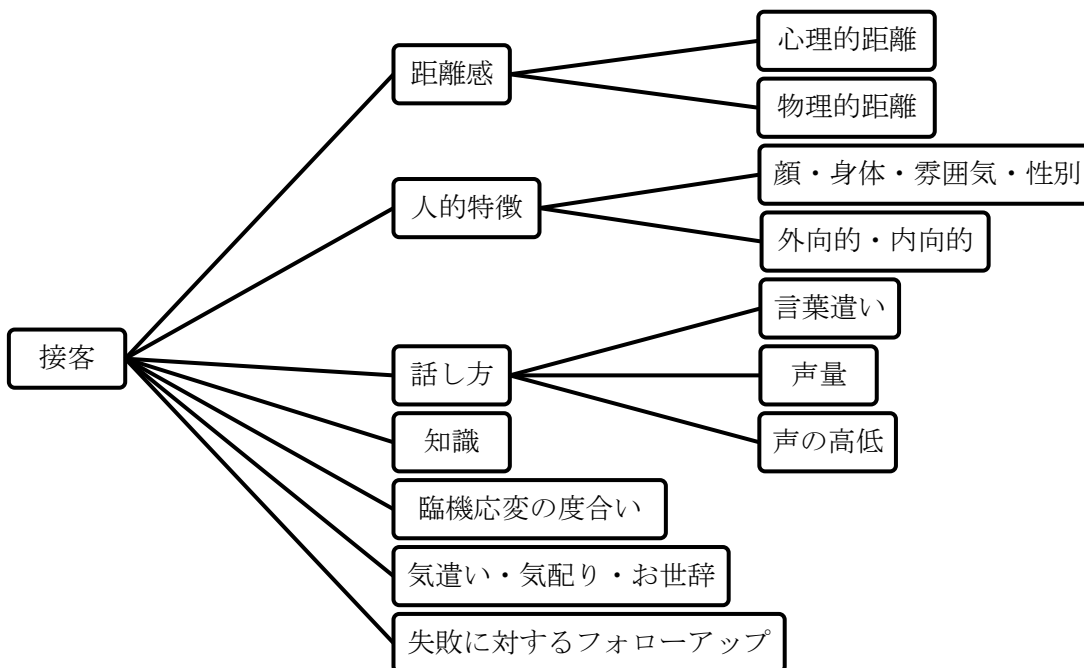 接客
距離感
心理的距離
物理的距離
人的特徴
顔・身体・雰囲気・性別
外向的・内向的
話し方
言葉遣い
声量
声の高低
知識
臨機応変の度合い
気遣い・気配り・お世辞
失敗に対するフォローアップ